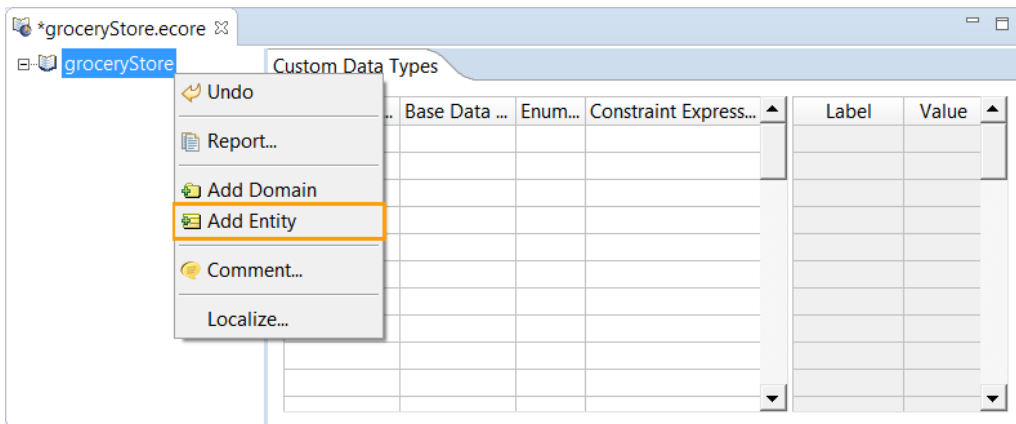 *groceryStore.ecore
groceryStore
Custom Data Types
.. Base Data ... Enum... Constraint Express... Label Value
Undo
Report...
Add Domain
Add Entity
Comment...
Localize...